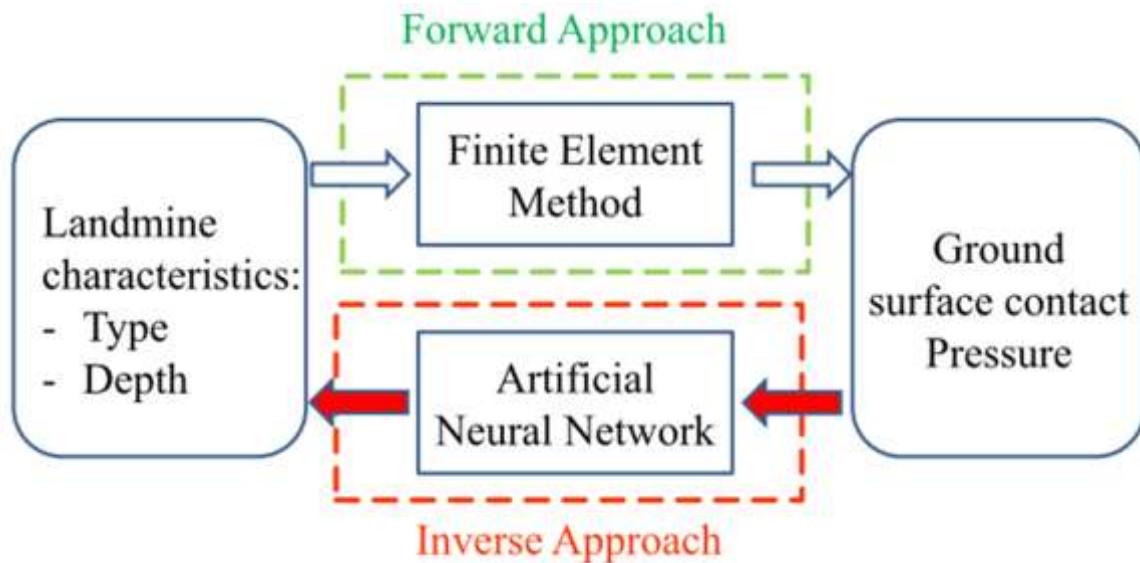 Forward Approach
Finite Element
Method
Landmine
characteristics:
- Type
- Depth
Ground
surface contact
Pressure
Artificial
Neural Network
Inverse Approach